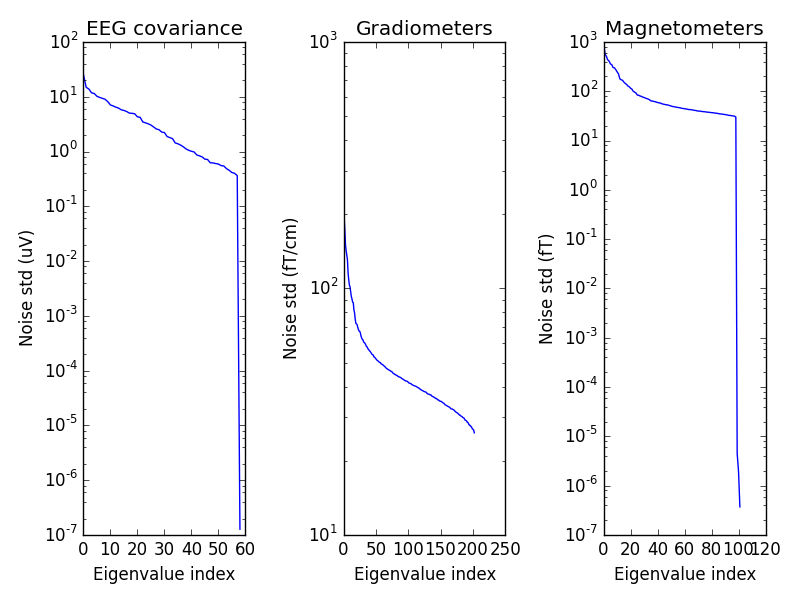 EEG covariance
Noise std (uV)
10^2
10^1
10^0
10^-1
10^-2
10^-3
10^-4
10^-5
10^-6
10^-7
0 10 20 30 40 50 60
Eigenvalue index
Gradiometers
Noise std (fT/cm)
10^3
10^2
10^1
0 50 100 150 200 250
Eigenvalue index
Magnetometers
Noise std (fT)
10^3
10^2
10^1
10^0
10^-1
10^-2
10^-3
10^-4
10^-5
10^-6
10^-7
0 20 40 60 80 100 120
Eigenvalue index